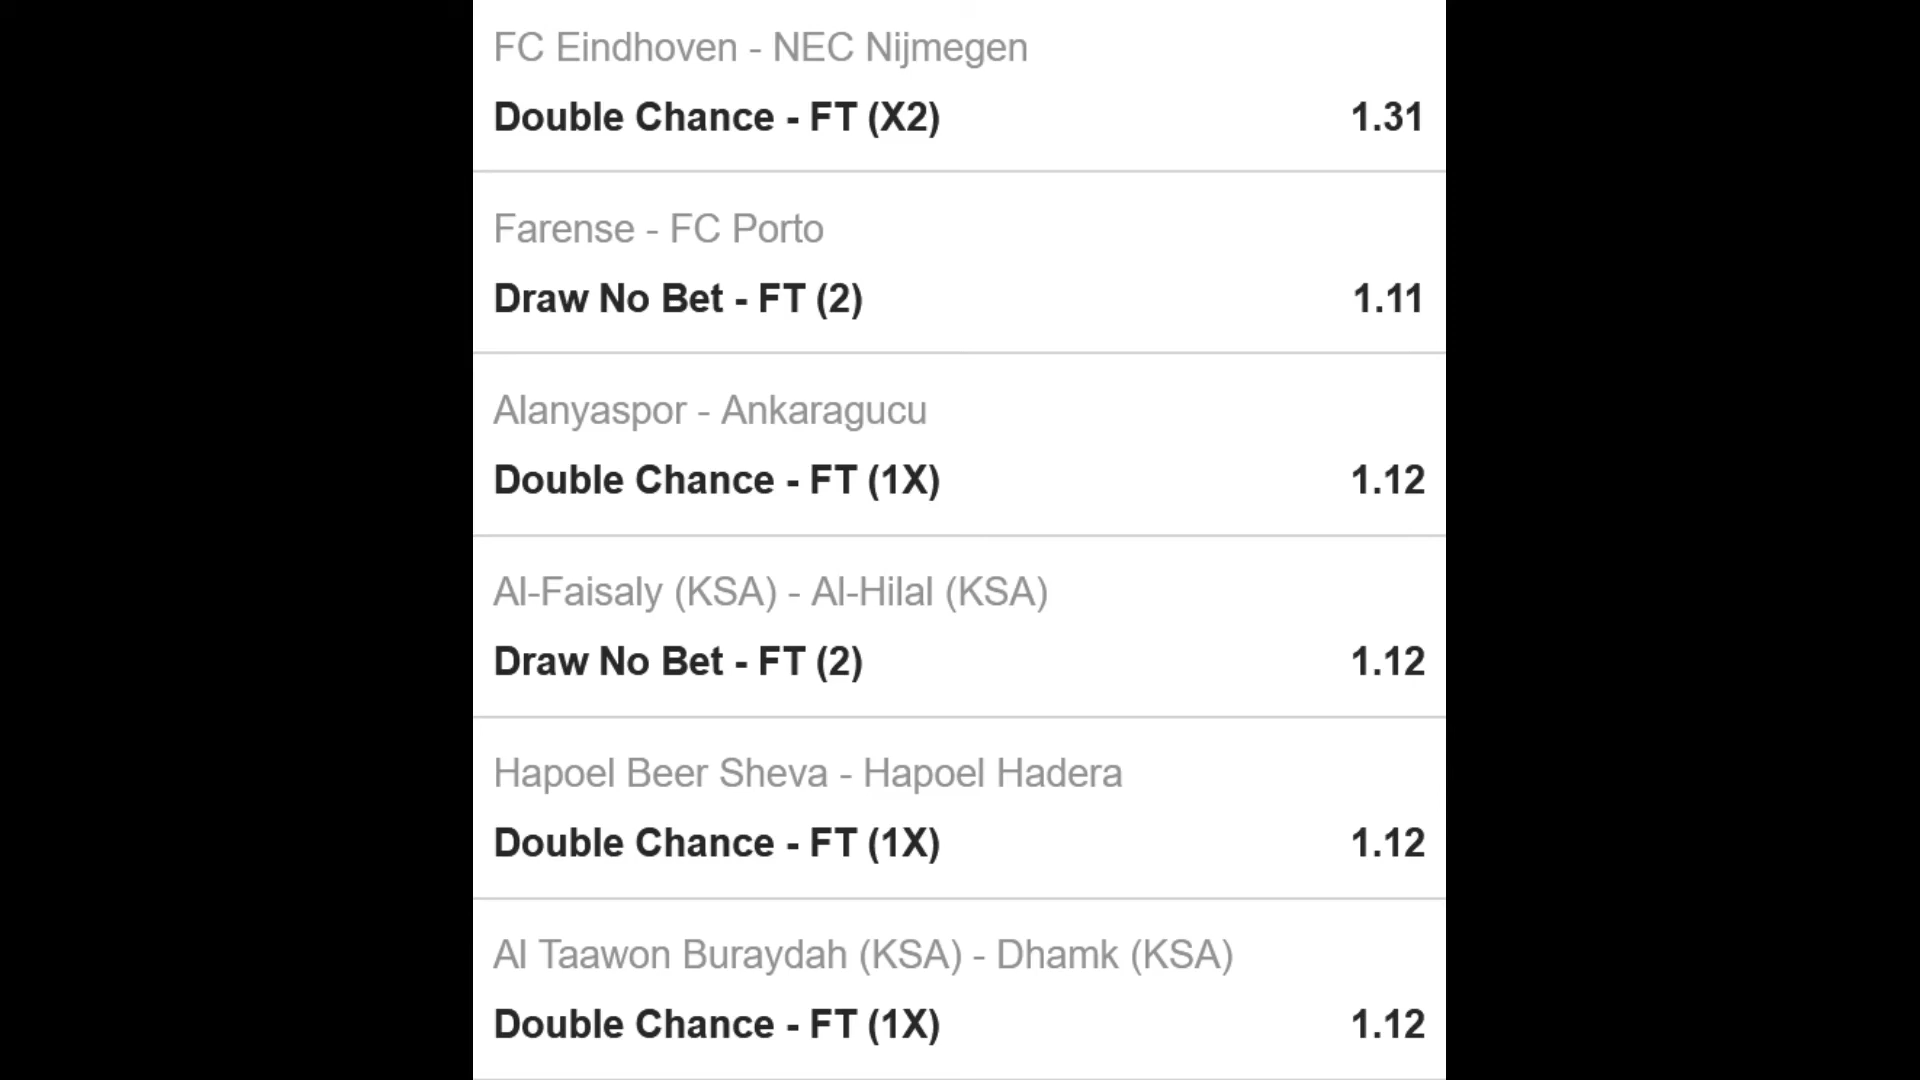 FC Eindhoven - NEC Nijmegen
Double Chance - FT (X2) 1.31
Farense - FC Porto
Draw No Bet - FT (2) 1.11
Alanyaspor - Ankaragucu
Double Chance - FT (1X) 1.12
Al-Faisaly (KSA) - Al-Hilal (KSA)
Draw No Bet - FT (2) 1.12
Hapoel Beer Sheva - Hapoel Hadera
Double Chance - FT (1X) 1.12
Al Taawon Buraydah (KSA) - Dhamk (KSA)
Double Chance - FT (1X) 1.12